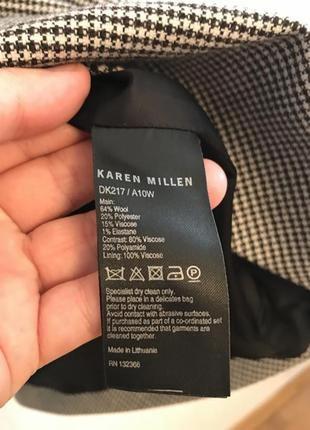 KAREN MILLEN
DK217 / A10W
Main:
64% Wool
20% Polyester
15% Viscose
1% Elastane
Contrast: 80% Viscose
20% Polyamide
Lining: 100% Viscose
P
Specialist dry clean only.
Please place in a delicates bag
prior to dry cleaning.
Avoid contact with abrasive surfaces.
If purchased as part of a co-ordinated set
it is recommended that garments are
cleaned together.
Made in Lithuania
RN 132366